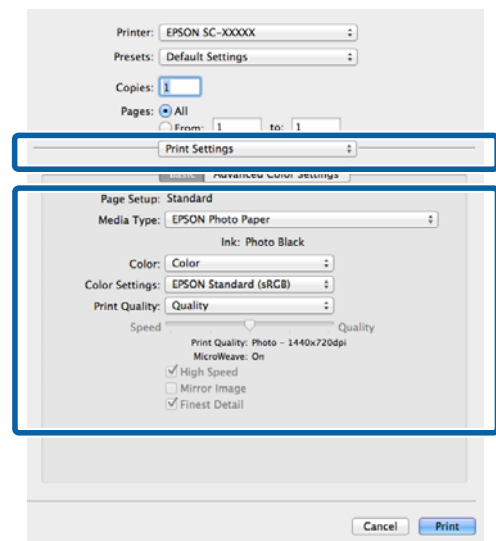 Printer: EPSON SC-XXXXX
Presets: Default Settings
Copies: 1
Pages: All
From: 1 to: 1
Print Settings
Basic Advanced Color Settings
Page Setup: Standard
Media Type: EPSON Photo Paper
Ink: Photo Black
Color: Color
Color Settings: EPSON Standard (sRGB)
Print Quality: Quality
Speed Quality
Print Quality: Photo - 1440x720dpi
MicroWeave: On
High Speed
Mirror Image
Finest Detail
Cancel Print